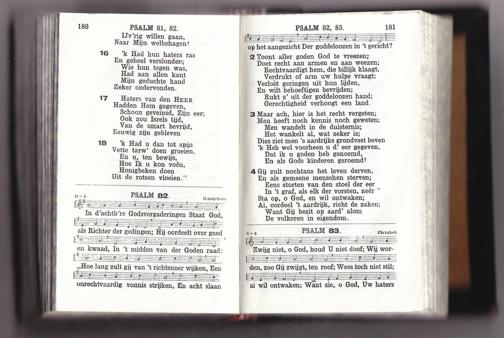 180
PSALM 81, 82.
IJv'rig willen gaan,
Naar Mijn welbehagen!
16 'k Had hun haters ras
En geheel verslonden;
Wie hun tegen was,
Had aan allen kant
Mijn geduchte hand
Zeker ondervonden.
17 Haters van den HEER
Hadden Hem gegeven,
Schoon geveinsd, Zijn eer;
Ook zou Isrels tijd,
Van de smart bevrijd,
Eeuwig zijn gebleven
18 'k Had u dan tot spijs
Vette tarw' doen groeien,
En u, ten bewijs,
Hoe Ik u kon voên,
Honigbeken doen
Uit de rotsen vloeien."
PSALM 82.
In d'achtb're Godsvergaderingen Staat God,
als Richter der gedingen; Hij oordeelt over goed
en kwaad, In 't midden van der Goden raad:
Hoe lang zult gij van 't richtsnoer wijken, Een
onrechtvaardig vonnis strijken, En acht slaan
PSALM 82, 83.
181
op het aangezicht Der goddeloozen in 't gericht?
2 Toont aller goden God te vreezen;
Doet recht aan armen en aan weezen;
Rechtvaardigt hem, die billijk klaagt,
Verdrukt of arm uw hulpe vraagt;
Verlost geringen uit hun lijden,
En wilt behoeftigen bevrijden;
Rukt z' uit der goddeloozen hand;
Gerechtigheid verhoogt een land.
3 Maar ach, hier is het recht vergeten;
Men heeft noch kennis noch geweten;
Men wandelt in de duisternis;
Het wankelt al, wat zeker is;
Dies ziet men 's aardrijks grondvest beven
'k Heb wel voorheen u d' eer gegeven,
Dat ik u goden heb genoemd,
En als Gods kinderen geroemd!
4 Gij zult nochtans het leven derven,
En als gemeene menschen sterven;
Eens storten van den stoel der eer
In 't graf, als elk der vorsten, neêr "
Sta op, o God, en wil ontwaken;
Ai, oordeel 't aardrijk, richt de zaken;
Want Gij bezit op aard' alom
De volkeren in eigendom.
PSALM 83.
Zwijg niet, o God, houd U niet doof; Wij wor-
den, zoo Gij zwijgt, ten roof; Wees toch niet stil;
ai wil ontwaken; Want zie, o God, Uw haters